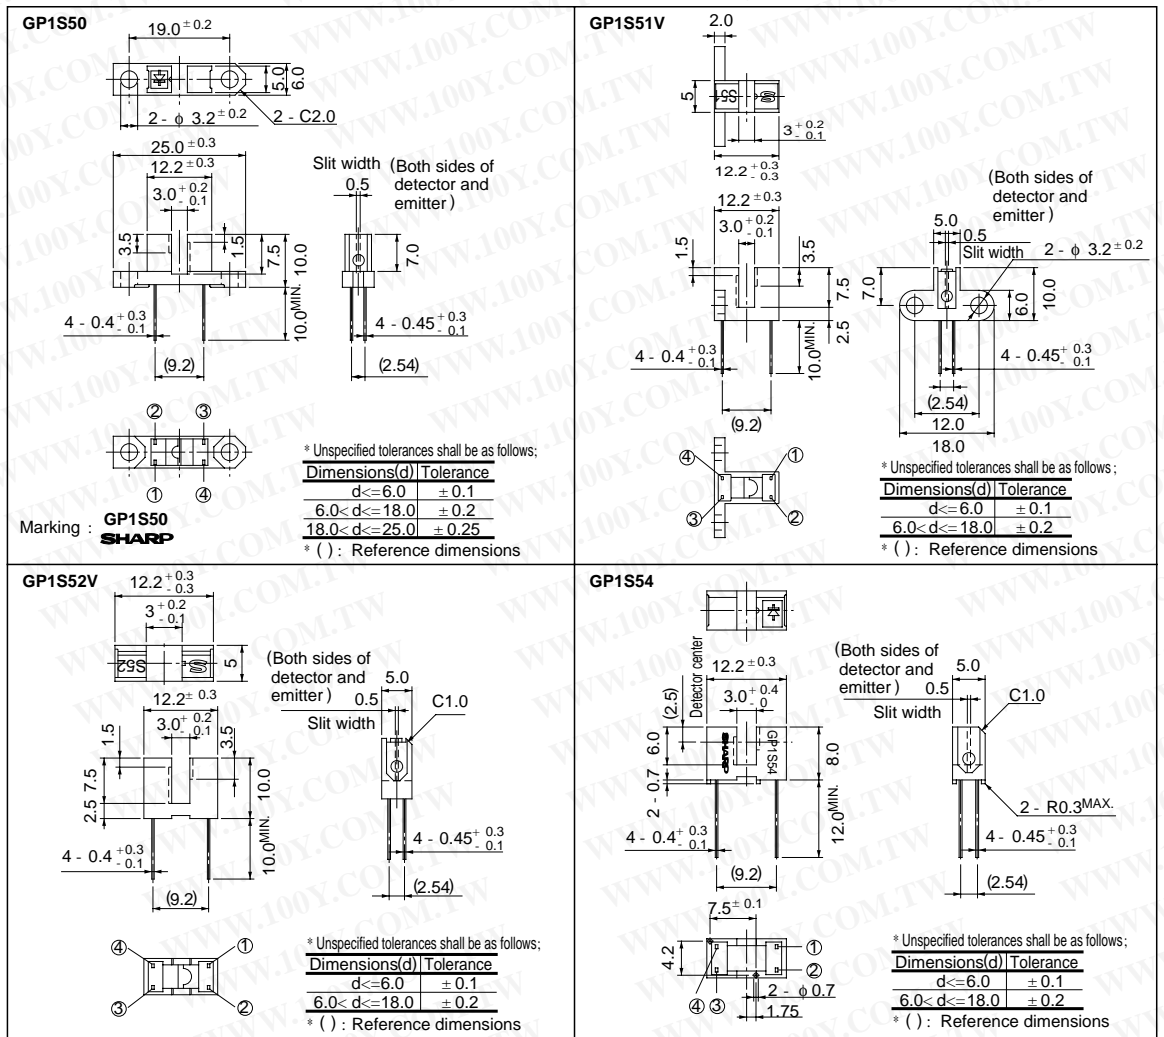 GP1S50
19.0 ± 0.2
5.0
6.0
2 - φ 3.2 ± 0.2
2 - C2.0
25.0 ± 0.3
12.2 ± 0.3
3.0 + 0.2 - 0.1
Slit width
0.5
(Both sides of
detector and
emitter )
3.5
1.5
7.5
10.0
7.0
10.0 MIN.
4 - 0.4 + 0.3 - 0.1
4 - 0.45 + 0.3 - 0.1
(9.2)
(2.54)
② ③
① ④
Marking : GP1S50
SHARP
* Unspecified tolerances shall be as follows;
Dimensions(d) Tolerance
d<=6.0 ± 0.1
6.0< d<=18.0 ± 0.2
18.0< d<=25.0 ± 0.25
* ( ) : Reference dimensions
GP1S51V
2.0
5
S51
S
3 + 0.2 - 0.1
12.2 + 0.3 - 0.3
12.2 ± 0.3
3.0 + 0.2 - 0.1
1.5
3.5
7.5
2.5
10.0 MIN.
4 - 0.4 + 0.3 - 0.1
(9.2)
(Both sides of
detector and
emitter )
5.0
0.5
Slit width
2 - φ 3.2 ± 0.2
7.0
6.0
10.0
4 - 0.45 + 0.3 - 0.1
(2.54)
12.0
18.0
④ ①
③ ②
* Unspecified tolerances shall be as follows ;
Dimensions(d) Tolerance
d<=6.0 ± 0.1
6.0< d<=18.0 ± 0.2
* ( ) : Reference dimensions
GP1S52V
12.2 + 0.3 - 0.3
3 + 0.2 - 0.1
S52
S
5
12.2 ± 0.3
3.0 + 0.2 - 0.1
1.5
3.5
7.5
2.5
10.0
10.0 MIN.
4 - 0.4 + 0.3 - 0.1
(9.2)
(Both sides of
detector and
emitter )
5.0
0.5
Slit width
C1.0
4 - 0.45 + 0.3 - 0.1
(2.54)
④ ①
③ ②
* Unspecified tolerances shall be as follows;
Dimensions(d) Tolerance
d<=6.0 ± 0.1
6.0< d<=18.0 ± 0.2
* ( ) : Reference dimensions
GP1S54
Detector center
(2.5)
12.2 ± 0.3
3.0 + 0.4 - 0
6.0
SHARP
GP1S54
8.0
2 - 0.7
12.0 MIN.
4 - 0.4 + 0.3 - 0.1
(9.2)
(Both sides of
detector and
emitter )
5.0
0.5
Slit width
C1.0
2 - R0.3 MAX.
4 - 0.45 + 0.3 - 0.1
(2.54)
7.5 ± 0.1
4.2
①
②
④ ③
2 - φ 0.7
1.75
* Unspecified tolerances shall be as follows ;
Dimensions(d) Tolerance
d<=6.0 ± 0.1
6.0< d<=18.0 ± 0.2
* ( ) : Reference dimensions
WWW.100Y.COM.TW